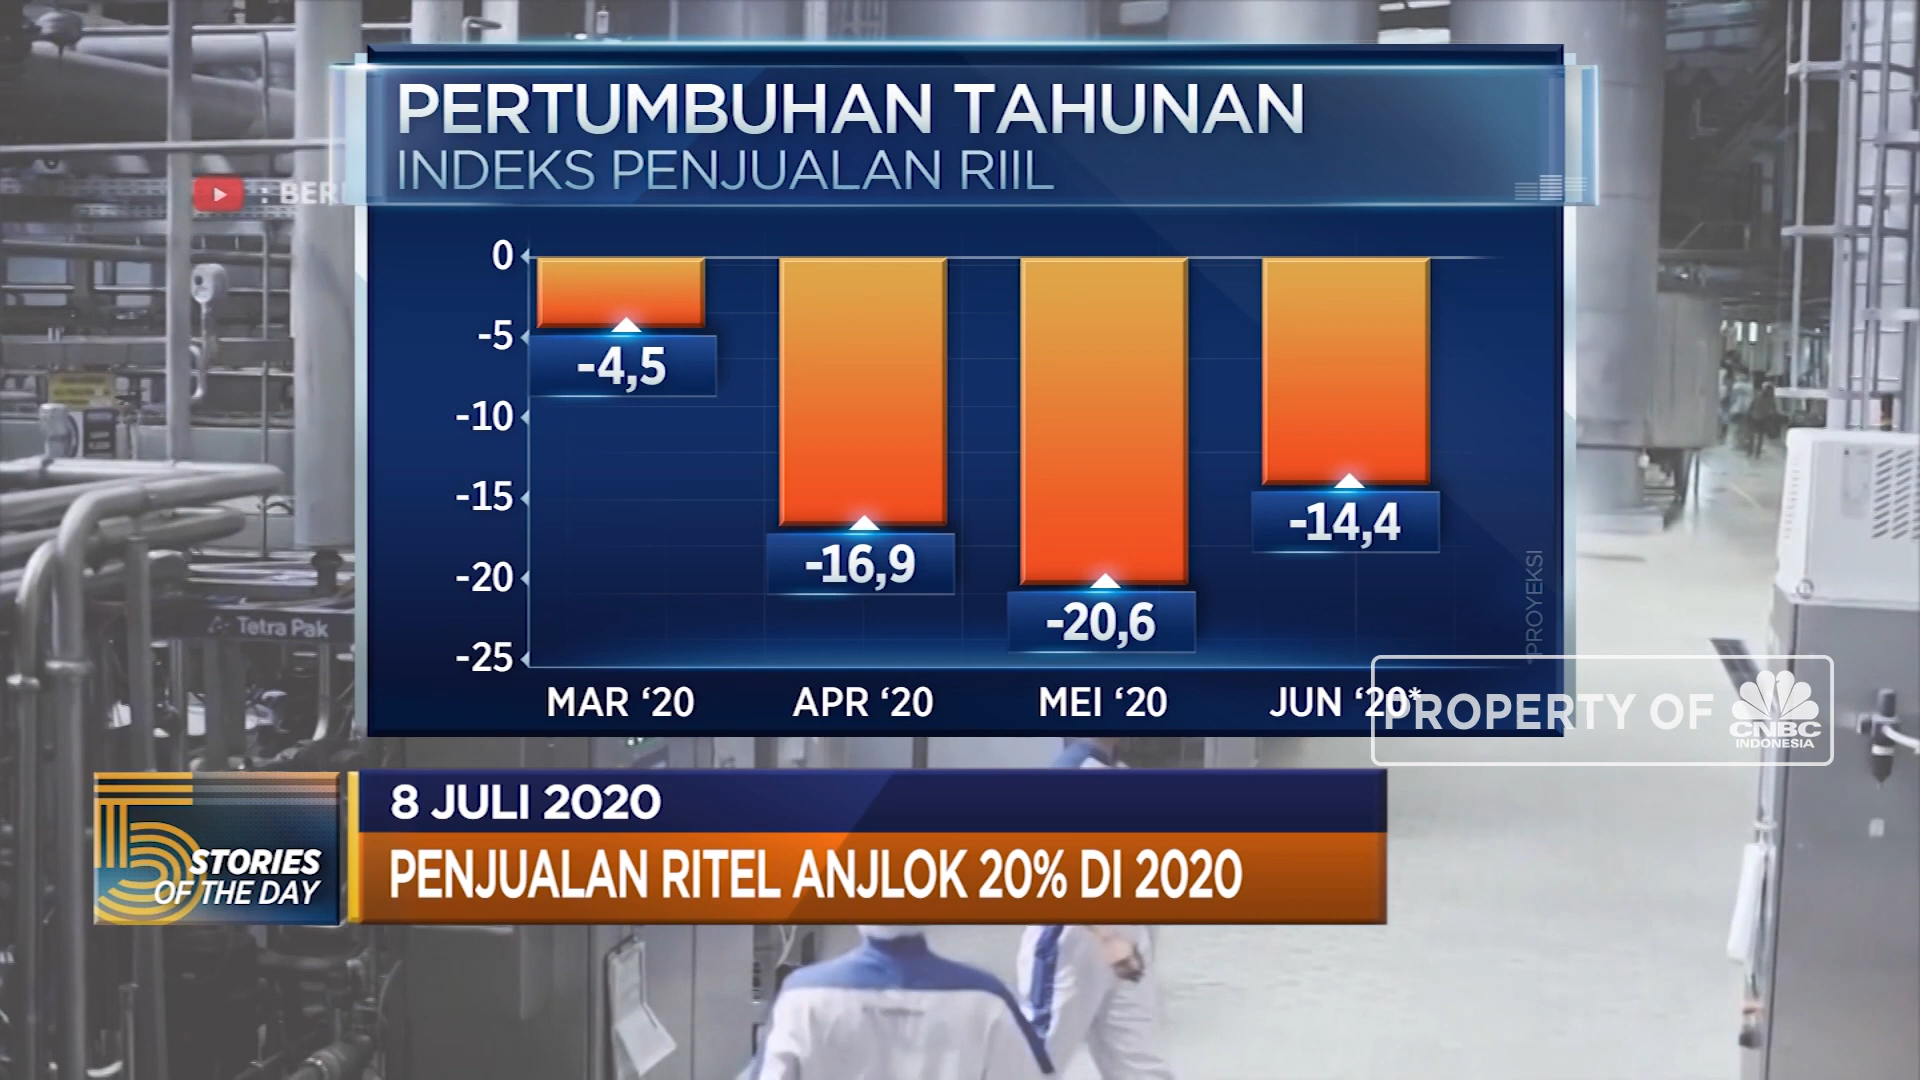 PERTUMBUHAN TAHUNAN
INDEKS PENJUALAN RIIL
: BER
0
-5
-10
-15
-20
-25
-4,5
-16,9
-20,6
-14,4
MAR ‘20
APR ‘20
MEI ‘20
JUN ‘20*
*PROYEKSI
Tetra Pak
PROPERTY OF
CNBC
INDONESIA
5 STORIES
OF THE DAY
8 JULI 2020
PENJUALAN RITEL ANJLOK 20% DI 2020